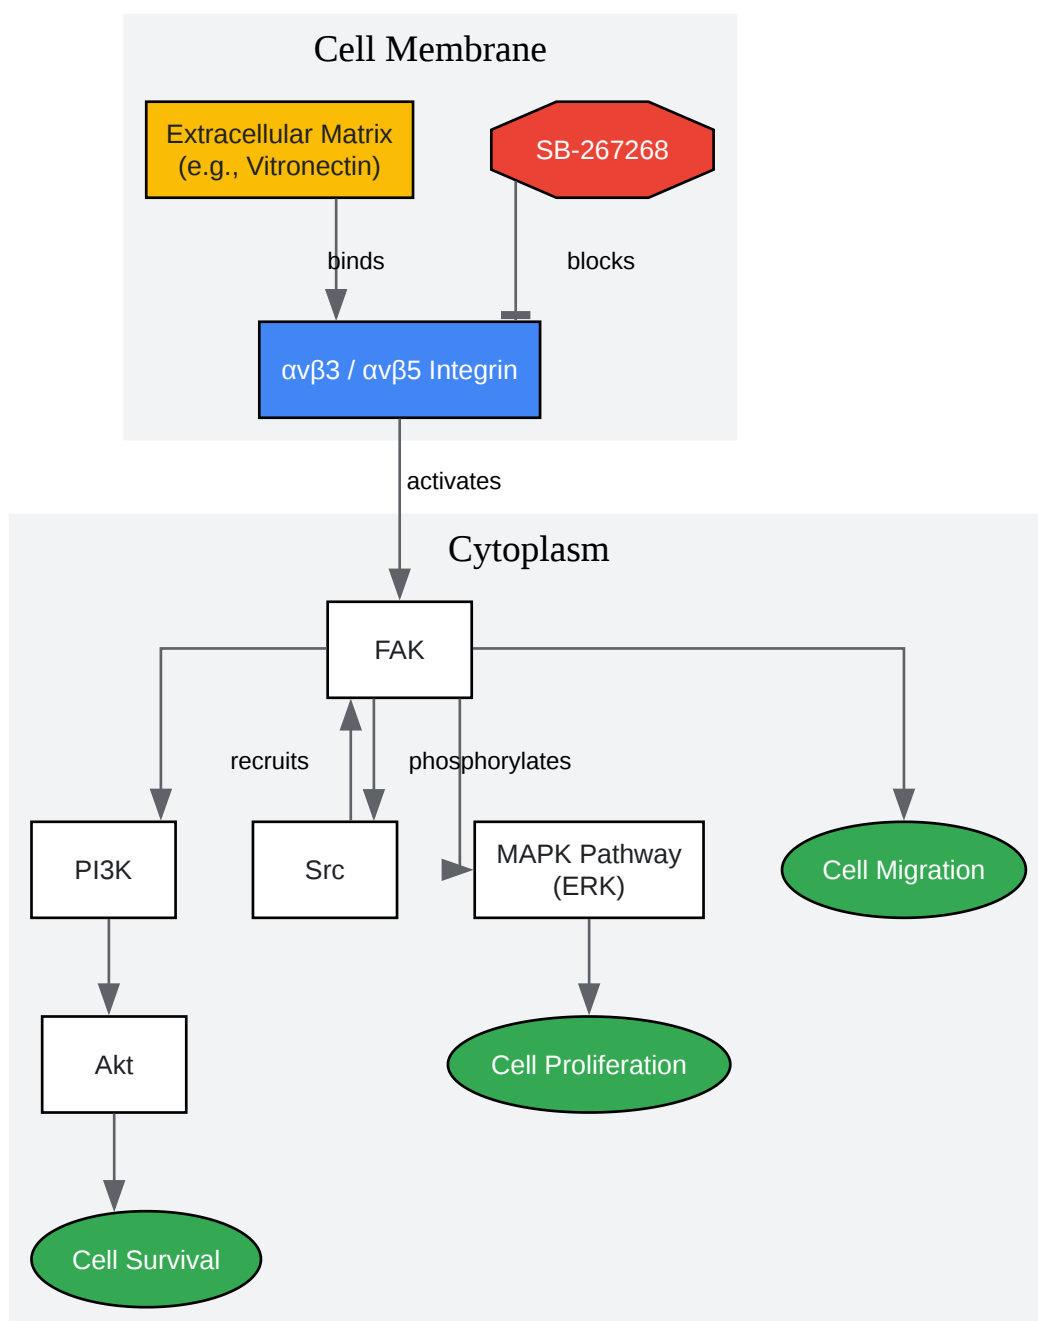 Cell Membrane
Extracellular Matrix
(e.g., Vitronectin)
SB-267268
binds
blocks
αvβ3 / αvβ5 Integrin
activates
Cytoplasm
FAK
recruits
phosphorylates
PI3K
Src
MAPK Pathway
(ERK)
Cell Migration
Akt
Cell Proliferation
Cell Survival